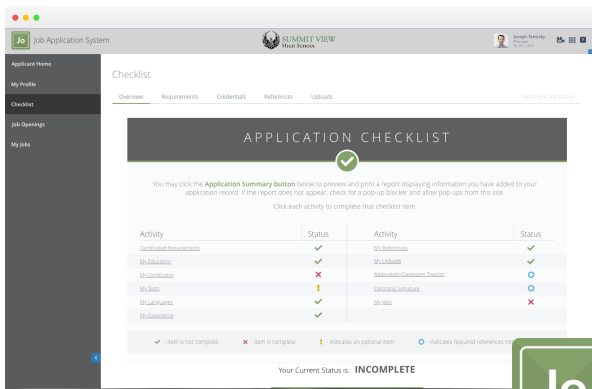 Jo Job Application System
SUMMIT VIEW
HIGH SCHOOL
Joseph Tarensky
Principal
Applicant Home
My Profile
Checklist
Job Openings
My Jobs
Checklist
Overview Requirements Credentials References Uploads Electronic Signature
APPLICATION CHECKLIST
You may click the Application Summary button below to preview and print a report displaying information you have added to your
application record. If the report does not appear, check for a pop-up blocker and allow pop-ups from this site.
Click each activity to complete that checklist item
Activity Status Activity Status
Certificated Requirements My References
My Education My Uploads
My Certificates Addendum Classroom Teacher
My Tests Electronic Signature
My Languages My Jobs
My Experience
- item is not complete - item is complete - indicates an optional item - indicates required references
Your Current Status is: INCOMPLETE
Jo